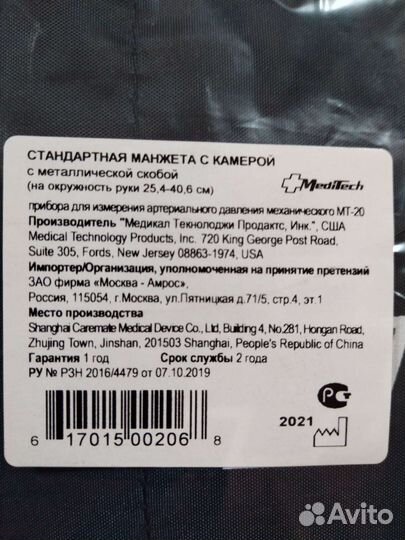 СТАНДАРТНАЯ МАНЖЕТА С КАМЕРОЙ
с металлической скобой
(на окружность руки 25,4-40,6 см)
MediTech
прибора для измерения артериального давления механического МТ-20
Производитель "Медикал Текнолоджи Продактс, Инк.", США
Medical Technology Products, Inc. 720 King George Post Road,
Suite 305, Fords, New Jersey 08863-1974, USA
Импортер/Организация, уполномоченная на принятие претензий
ЗАО фирма «Москва - Амрос»,
Россия, 115054, г.Москва, ул.Пятницкая д.71/5, стр.4, эт.1
Место производства
Shanghai Caremate Medical Device Co., Ltd, Building 4, No.281, Hongan Road,
Zhujing Town, Jinshan, 201503 Shanghai, People's Republic of China
Гарантия 1 год Срок службы 2 года
РУ № РЗН 2016/4479 от 07.10.2019
6 17015 00206 8
2021
РС
Avito